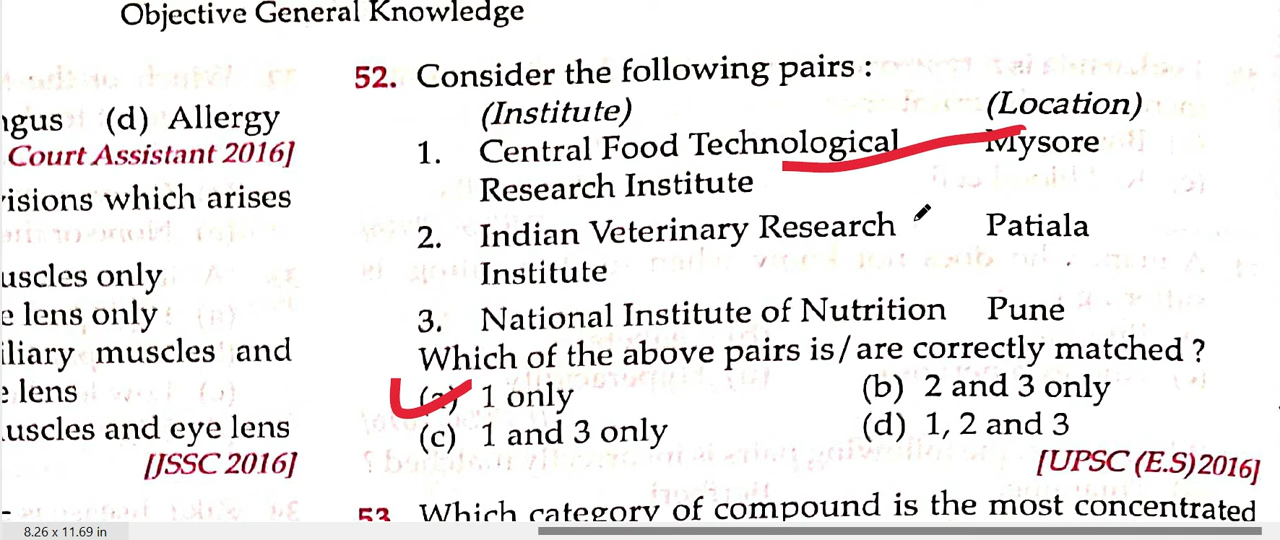 Objective General Knowledge
ngus (d) Allergy
Court Assistant 2016]
risions which arises
uscles only
e lens only
iliary muscles and
e lens
uscles and eye lens
[JSSC 2016]
52. Consider the following pairs :
(Institute) (Location)
1. Central Food Technological Mysore
Research Institute
2. Indian Veterinary Research Patiala
Institute
3. National Institute of Nutrition Pune
Which of the above pairs is/are correctly matched ?
(a) 1 only (b) 2 and 3 only
(c) 1 and 3 only (d) 1, 2 and 3
[UPSC (E.S) 2016]
53 Which category of compound is the most concentrated
8.26 x 11.69 in